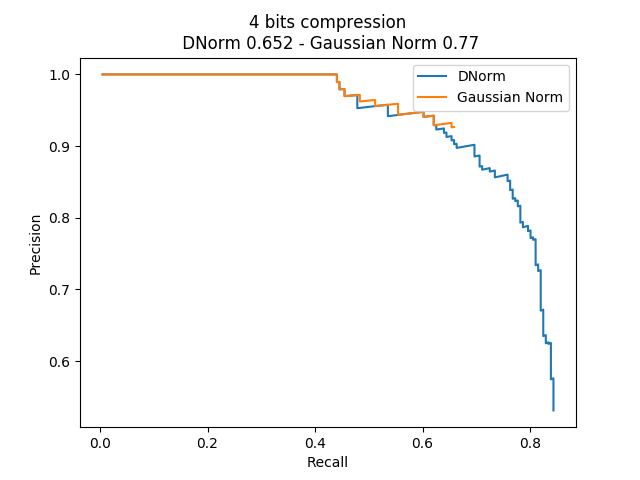 4 bits compression
DNorm 0.652 - Gaussian Norm 0.77
DNorm
Gaussian Norm
1.0
0.9
0.8
0.7
0.6
Precision
0.0 0.2 0.4 0.6 0.8
Recall